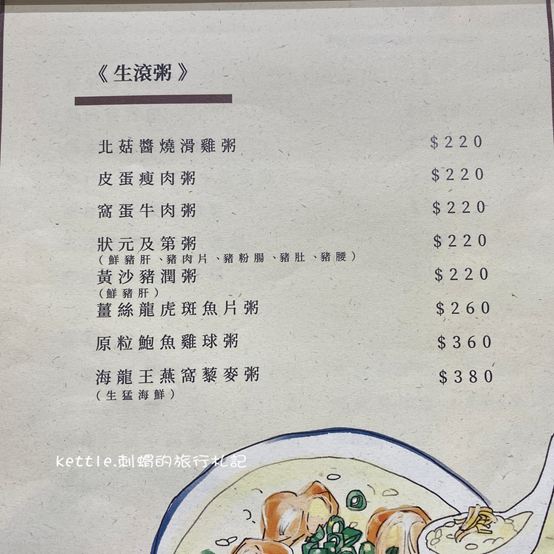 《生滾粥》
北菇醬燒滑雞粥 $220
皮蛋瘦肉粥 $220
窩蛋牛肉粥 $220
狀元及第粥 $220
(鮮豬肝、豬肉片、豬粉腸、豬肚、豬腰)
黃沙豬潤粥 $220
(鮮豬肝)
薑絲龍虎斑魚片粥 $260
原粒鮑魚雞球粥 $360
海龍王燕窩藜麥粥 $380
(生猛海鮮)
kettle.刺蝟的旅行札記